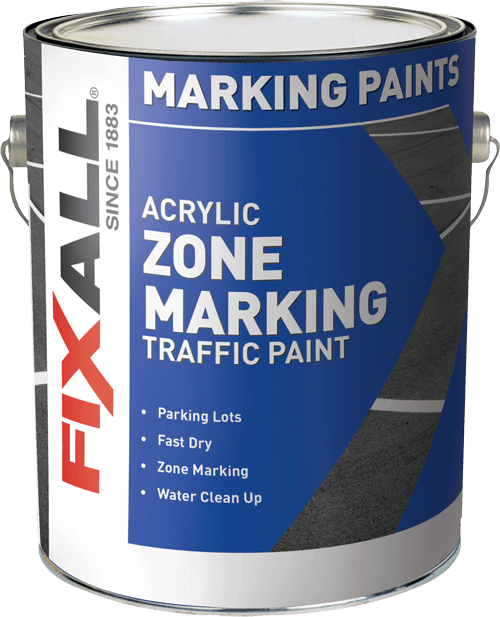 MARKING PAINTS
FIXALL®
SINCE 1883
ACRYLIC
ZONE
MARKING
TRAFFIC PAINT
• Parking Lots
• Fast Dry
• Zone Marking
• Water Clean Up